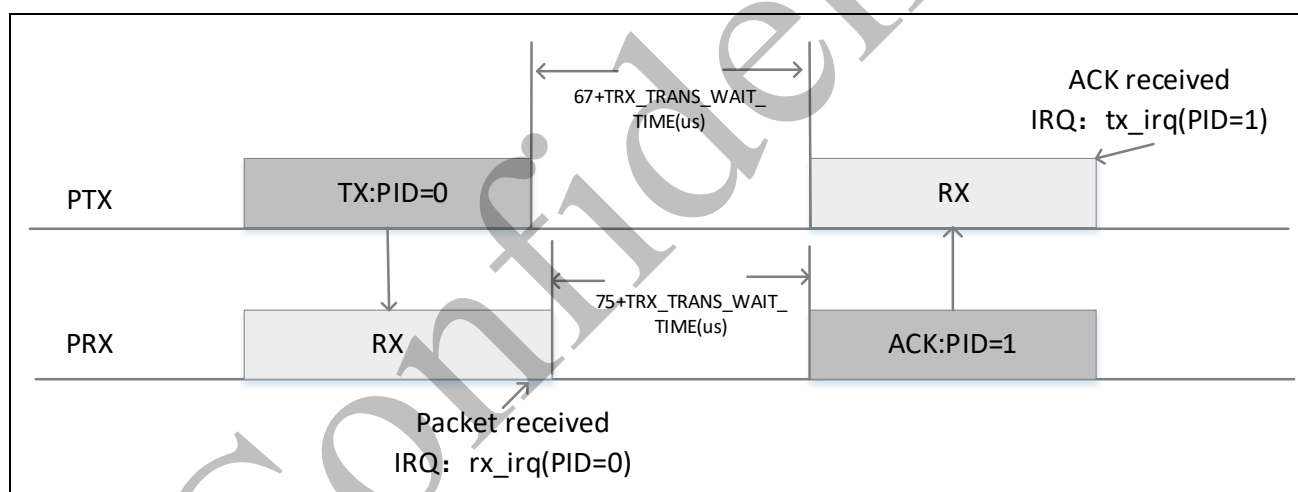 67+TRX_TRANS_WAIT_
TIME(us)
ACK received
IRQ：tx_irq(PID=1)
PTX
TX:PID=0
RX
75+TRX_TRANS_WAIT_
TIME(us)
PRX
RX
ACK:PID=1
Packet received
IRQ：rx_irq(PID=0)
Confiden